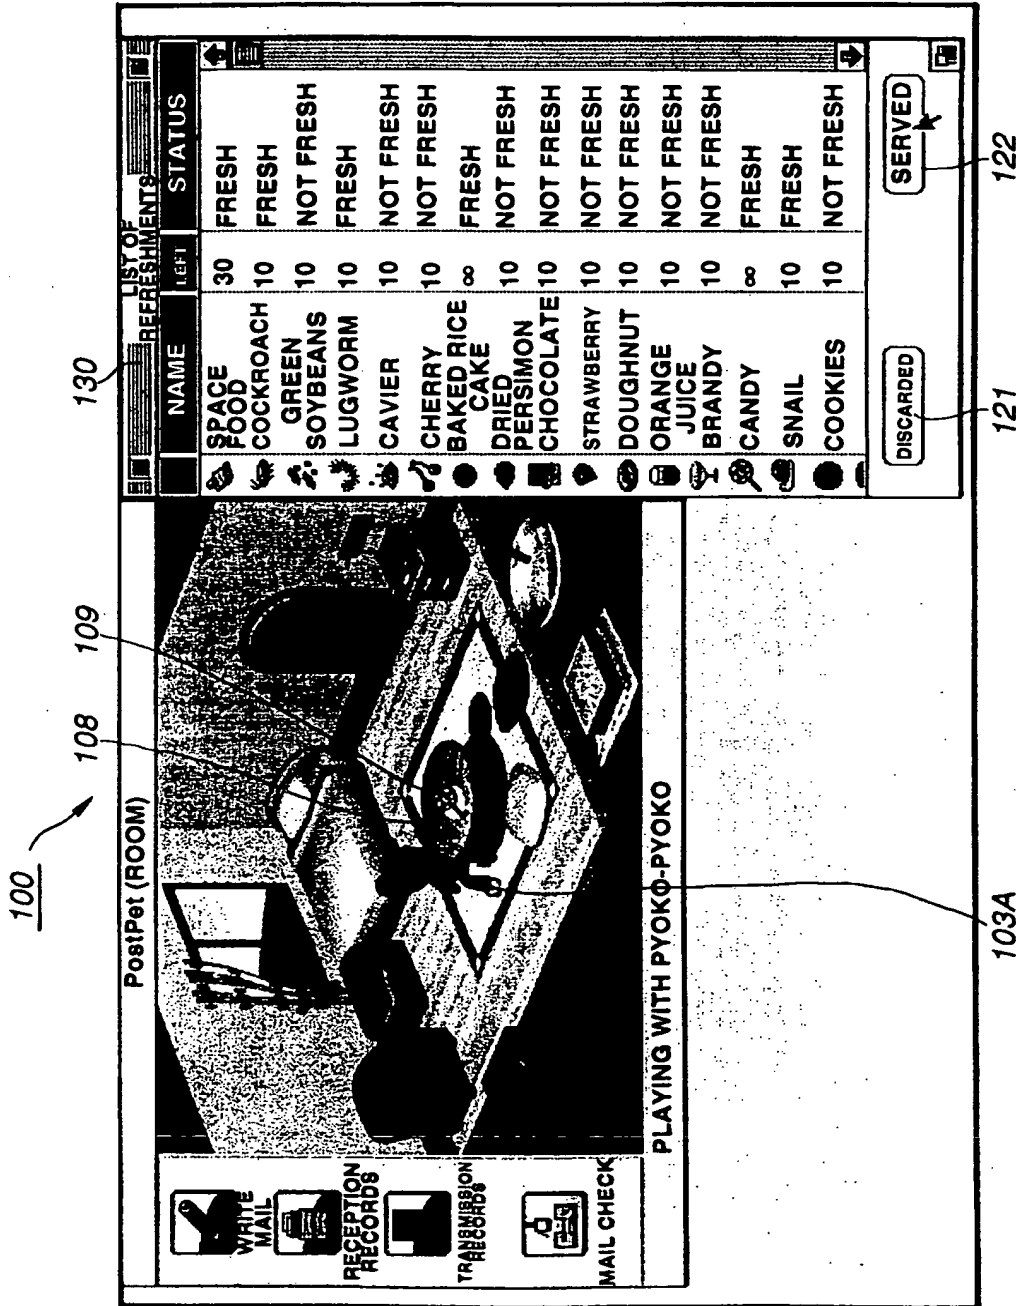 100
108
109
130
PostPet (ROOM)
WRITE
MAIL
RECEPTION
RECORDS
TRANSMISSION
RECORDS
MAIL CHECK
PLAYING WITH PYOKO-PYOKO
103A
LIST OF
REFRESHMENTS
NAME LEFT STATUS
SPACE
FOOD 30 FRESH
COCKROACH 10 FRESH
GREEN
SOYBEANS 10 NOT FRESH
LUGWORM 10 FRESH
CAVIER 10 NOT FRESH
CHERRY 10 NOT FRESH
BAKED RICE
CAKE ∞ FRESH
DRIED
PERSIMON 10 NOT FRESH
CHOCOLATE 10 NOT FRESH
STRAWBERRY 10 NOT FRESH
DOUGHNUT 10 NOT FRESH
ORANGE
JUICE 10 NOT FRESH
BRANDY 10 NOT FRESH
CANDY ∞ FRESH
SNAIL 10 FRESH
COOKIES 10 NOT FRESH
DISCARDED SERVED
121 122